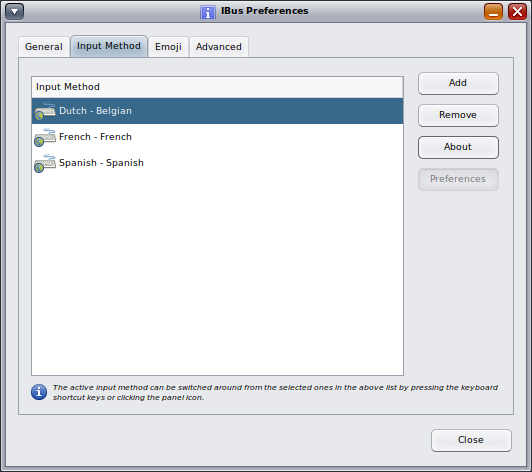 IBus Preferences
General
Input Method
Emoji
Advanced
Input Method
Dutch - Belgian
French - French
Spanish - Spanish
Add
Remove
About
Preferences
The active input method can be switched around from the selected ones in the above list by pressing the keyboard
shortcut keys or clicking the panel icon.
Close